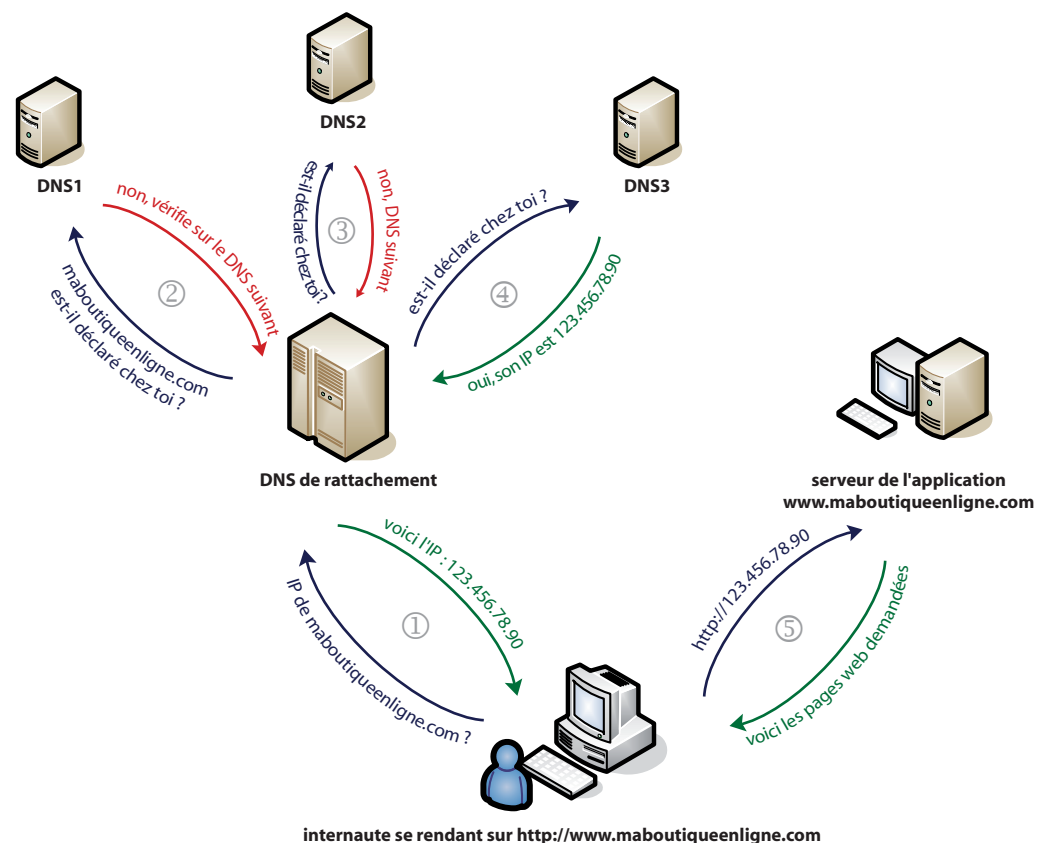 DNS2
DNS1
DNS3
non, vérifie sur le DNS suivant
maboutiqueenligne.com
est-il déclaré chez toi ?
②
est-il déclaré chez toi?
non, DNS suivant
③
est-il déclaré chez toi ?
oui, son IP est 123.456.78.90
④
DNS de rattachement
serveur de l'application
www.maboutiqueenligne.com
voici l'IP : 123.456.78.90
IP de maboutiqueenligne.com ?
①
http://123.456.78.90
voici les pages web demandées
⑤
internaute se rendant sur http://www.maboutiqueenligne.com